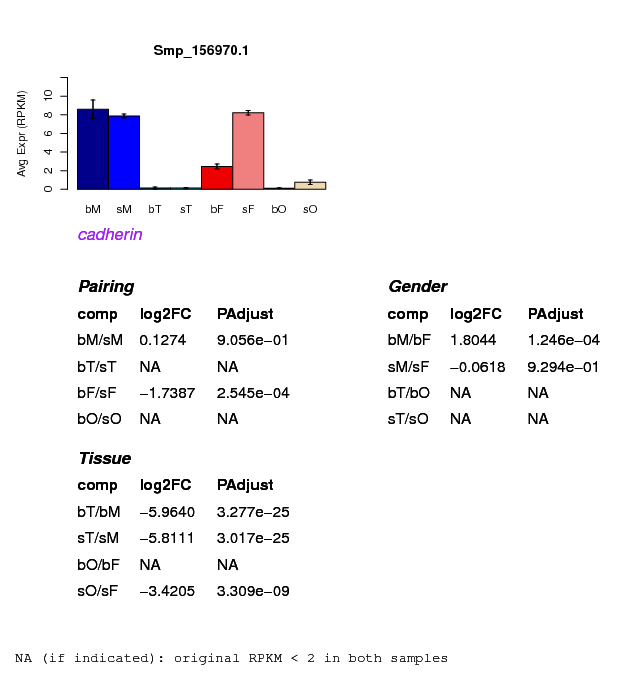 Smp_156970.1
Avg Expr (RPKM)
0 2 4 6 8 10
bM sM bT sT bF sF bO sO
cadherin
Pairing
comp log2FC PAdjust
bM/sM 0.1274 9.056e−01
bT/sT NA NA
bF/sF −1.7387 2.545e−04
bO/sO NA NA
Gender
comp log2FC PAdjust
bM/bF 1.8044 1.246e−04
sM/sF −0.0618 9.294e−01
bT/bO NA NA
sT/sO NA NA
Tissue
comp log2FC PAdjust
bT/bM −5.9640 3.277e−25
sT/sM −5.8111 3.017e−25
bO/bF NA NA
sO/sF −3.4205 3.309e−09
NA (if indicated): original RPKM < 2 in both samples